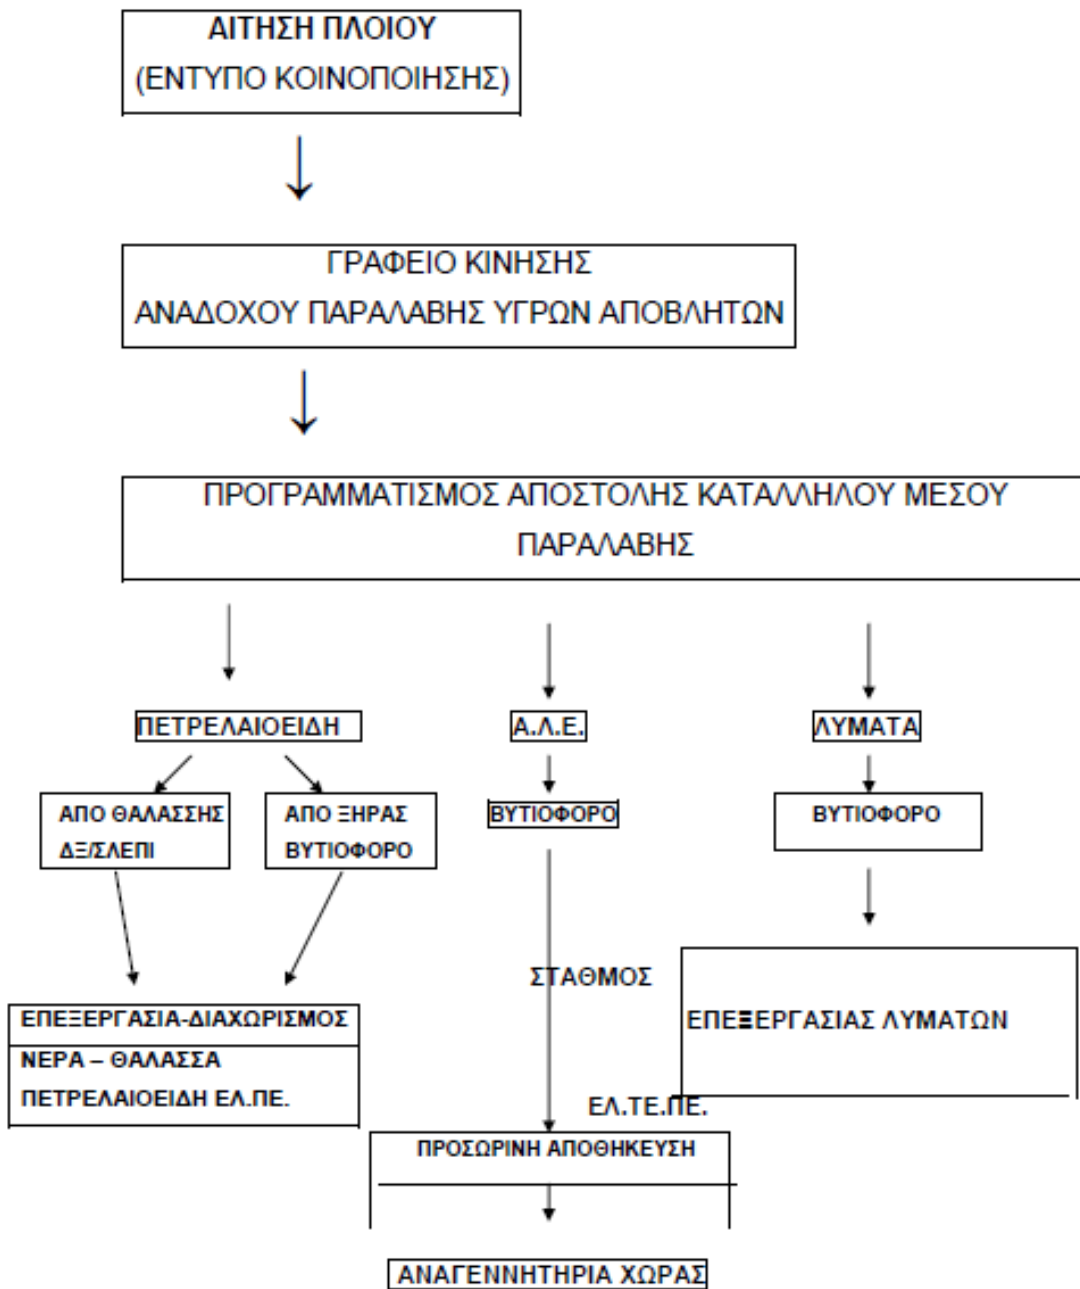 ΑΙΤΗΣΗ ΠΛΟΙΟΥ
(ΕΝΤΥΠΟ ΚΟΙΝΟΠΟΙΗΣΗΣ)
ΓΡΑΦΕΙΟ ΚΙΝΗΣΗΣ
ΑΝΑΔΟΧΟΥ ΠΑΡΑΛΑΒΗΣ ΥΓΡΩΝ ΑΠΟΒΛΗΤΩΝ
ΠΡΟΓΡΑΜΜΑΤΙΣΜΟΣ ΑΠΟΣΤΟΛΗΣ ΚΑΤΑΛΛΗΛΟΥ ΜΕΣΟΥ
ΠΑΡΑΛΑΒΗΣ
ΠΕΤΡΕΛΑΙΟΕΙΔΗ
Α.Λ.Ε.
ΛΥΜΑΤΑ
ΑΠΟ ΘΑΛΑΣΣΗΣ
ΔΞ/ΣΛΕΠΙ
ΑΠΟ ΞΗΡΑΣ
ΒΥΤΙΟΦΟΡΟ
ΒΥΤΙΟΦΟΡΟ
ΒΥΤΙΟΦΟΡΟ
ΣΤΑΘΜΟΣ
ΕΠΕΞΕΡΓΑΣΙΑΣ ΛΥΜΑΤΩΝ
ΕΠΕΞΕΡΓΑΣΙΑ-ΔΙΑΧΩΡΙΣΜΟΣ
ΝΕΡΑ – ΘΑΛΑΣΣΑ
ΠΕΤΡΕΛΑΙΟΕΙΔΗ ΕΛ.ΠΕ.
ΕΛ.ΤΕ.ΠΕ.
ΠΡΟΣΩΡΙΝΗ ΑΠΟΘΗΚΕΥΣΗ
ΑΝΑΓΕΝΝΗΤΗΡΙΑ ΧΩΡΑΣ